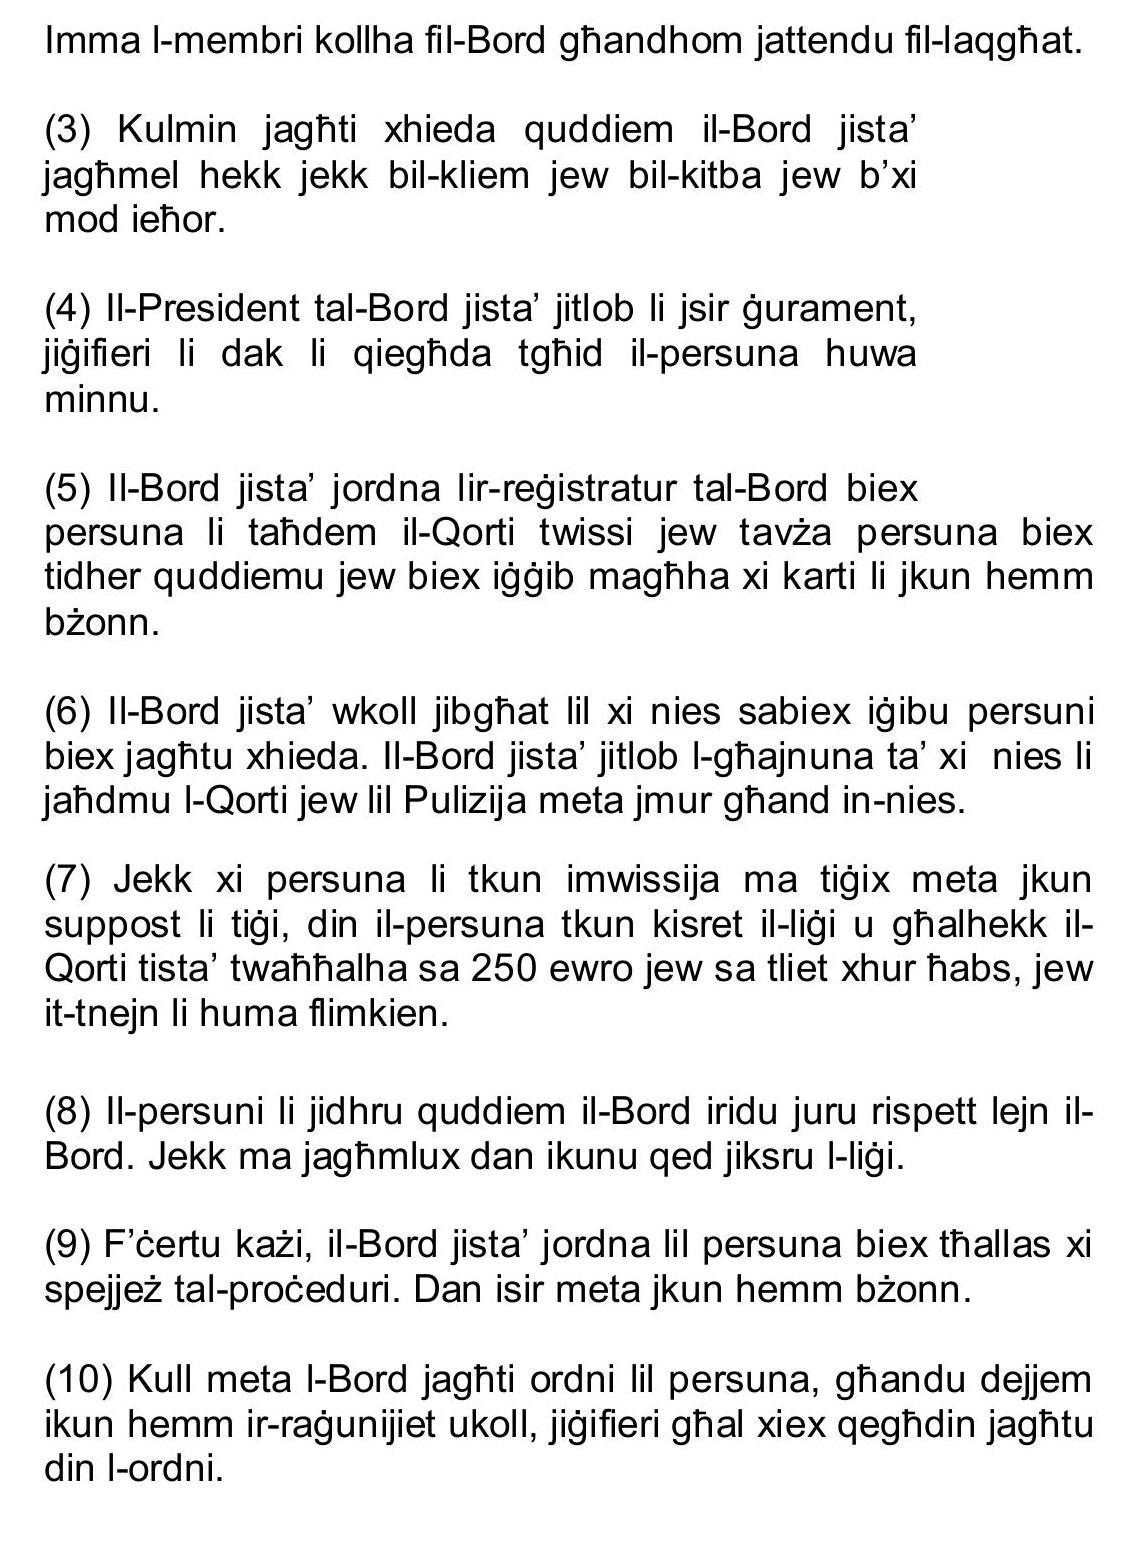 Imma l-membri kollha fil-Bord għandhom jattendu fil-laqgħat.
(3) Kulmin jagħti xhieda quddiem il-Bord jista’
jagħmel hekk jekk bil-kliem jew bil-kitba jew b’xi
mod ieħor.
(4) Il-President tal-Bord jista’ jitlob li jsir ġurament,
jiġifieri li dak li qiegħda tgħid il-persuna huwa
minnu.
(5) Il-Bord jista’ jordna lir-reġistratur tal-Bord biex
persuna li taħdem il-Qorti twissi jew tavża persuna biex
tidher quddiemu jew biex iġġib magħha xi karti li jkun hemm
bżonn.
(6) Il-Bord jista’ wkoll jibgħat lil xi nies sabiex iġibu persuni
biex jagħtu xhieda. Il-Bord jista’ jitlob l-għajnuna ta’ xi nies li
jaħdmu l-Qorti jew lil Pulizija meta jmur għand in-nies.
(7) Jekk xi persuna li tkun imwissija ma tiġix meta jkun
suppost li tiġi, din il-persuna tkun kisret il-liġi u għalhekk il-
Qorti tista’ twaħħalha sa 250 ewro jew sa tliet xhur ħabs, jew
it-tnejn li huma flimkien.
(8) Il-persuni li jidhru quddiem il-Bord iridu juru rispett lejn il-
Bord. Jekk ma jagħmlux dan ikunu qed jiksru l-liġi.
(9) F’ċertu każi, il-Bord jista’ jordna lil persuna biex tħallas xi
spejjeż tal-proċeduri. Dan isir meta jkun hemm bżonn.
(10) Kull meta l-Bord jagħti ordni lil persuna, għandu dejjem
ikun hemm ir-raġunijiet ukoll, jiġifieri għal xiex qegħdin jagħtu
din l-ordni.